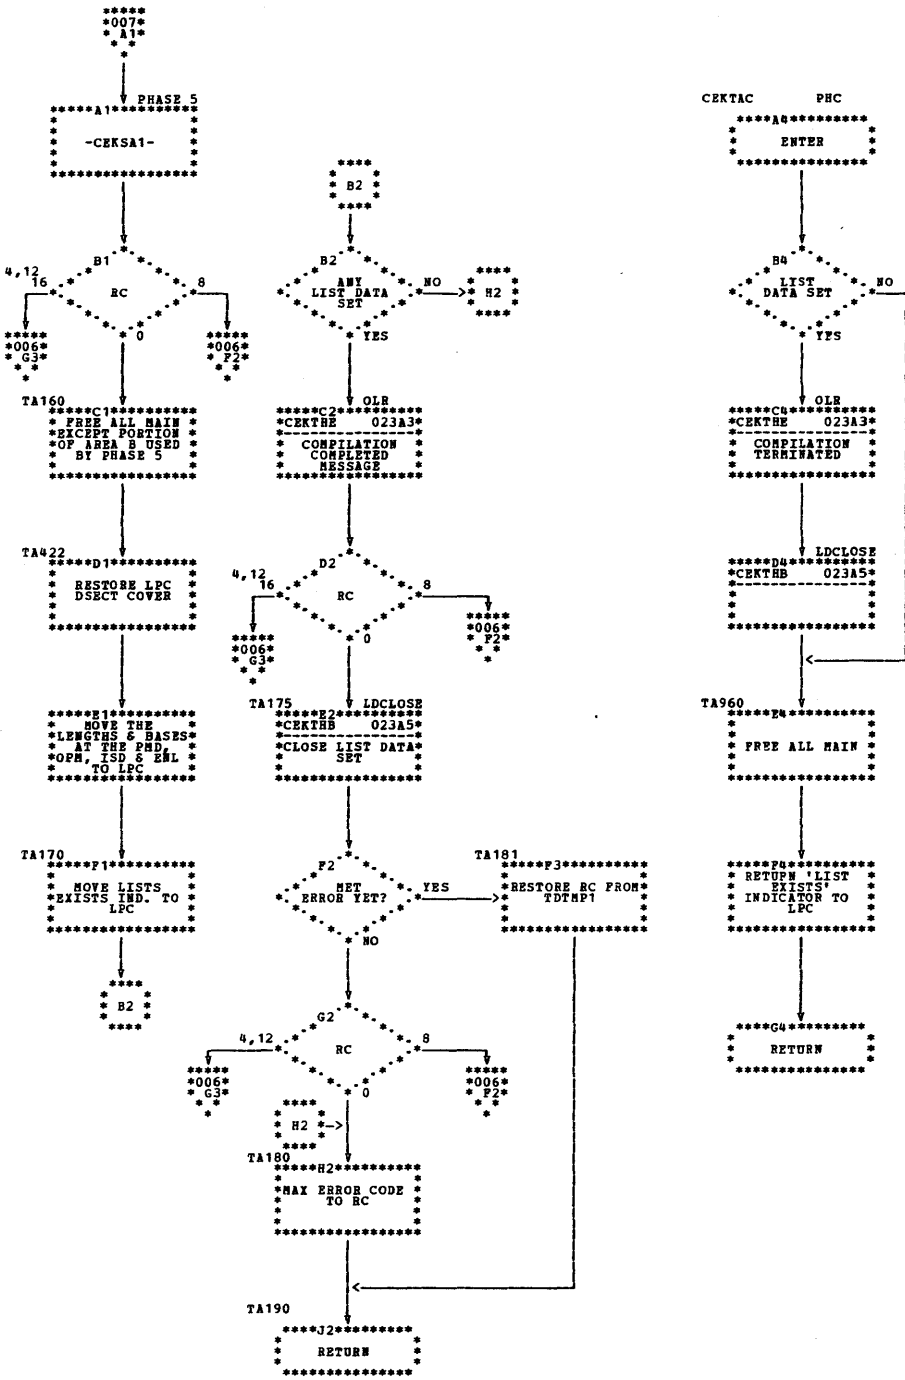 *007*
A1
PHASE 5
A1
-CEKSA1-
B1
4,12
16
RC
8
0
*006*
G3*
*006*
F2*
TA160
C1
FREE ALL MAIN
EXCEPT PORTION
OF AREA B USED
BY PHASE 5
TA422
D1
RESTORE LPC
DSECT COVER
E1
MOVE THE
LENGTHS & BASES
AT THE PMD,
OPM, ISD & ENL
TO LPC
TA170
F1
MOVE LISTS
EXISTS IND. TO
LPC
B2
B2
B2
ANY
LIST DATA
SET
NO
H2
YES
OLR
C2
*CEKTHE 023A3*
COMPILATION
COMPLETED
MESSAGE
D2
4,12
16
RC
8
0
*006*
G3*
*006*
F2*
TA175
LDCLOSE
E2
*CEKTHB 023A5*
*CLOSE LIST DATA*
SET
F2
MET
ERROR YET?
YES
NO
TA181
F3
*RESTORE RC FROM*
TDTMP1
G2
4,12
RC
8
0
*006*
G3*
*006*
F2*
H2
TA180
H2
*MAX ERROR CODE
TO RC
TA190
J2
RETURN
CEKTAC PHC
A4
ENTER
B4
LIST
DATA SET
NO
YES
OLR
C4
*CEKTHE 023A3*
COMPILATION
TERMINATED
LDCLOSE
D4
*CEKTHB 023A5*
TA960
E4
FREE ALL MAIN
F4
RETURN 'LIST
EXISTS'
INDICATOR TO
LPC
G4
RETURN